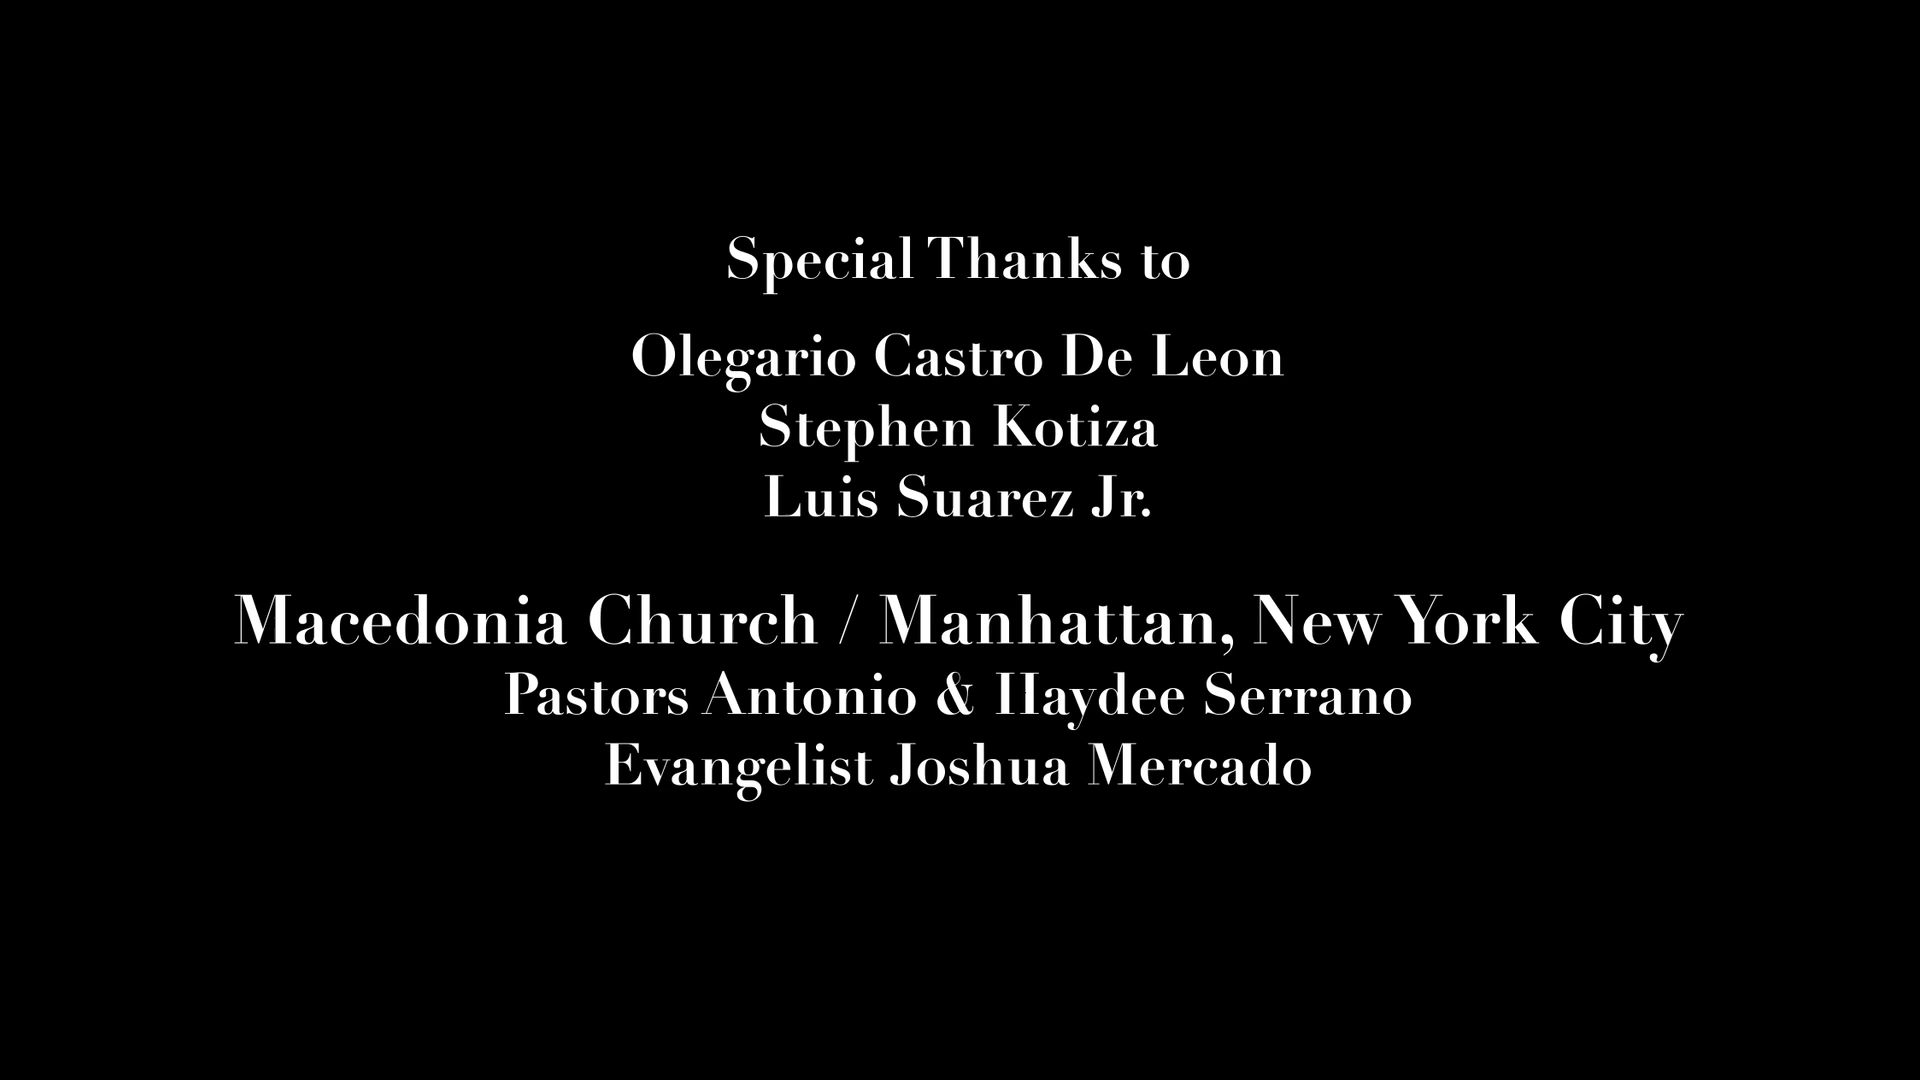 Special Thanks to
Olegario Castro De Leon
Stephen Kotiza
Luis Suarez Jr.
Macedonia Church / Manhattan, New York City
Pastors Antonio & Haydee Serrano
Evangelist Joshua Mercado